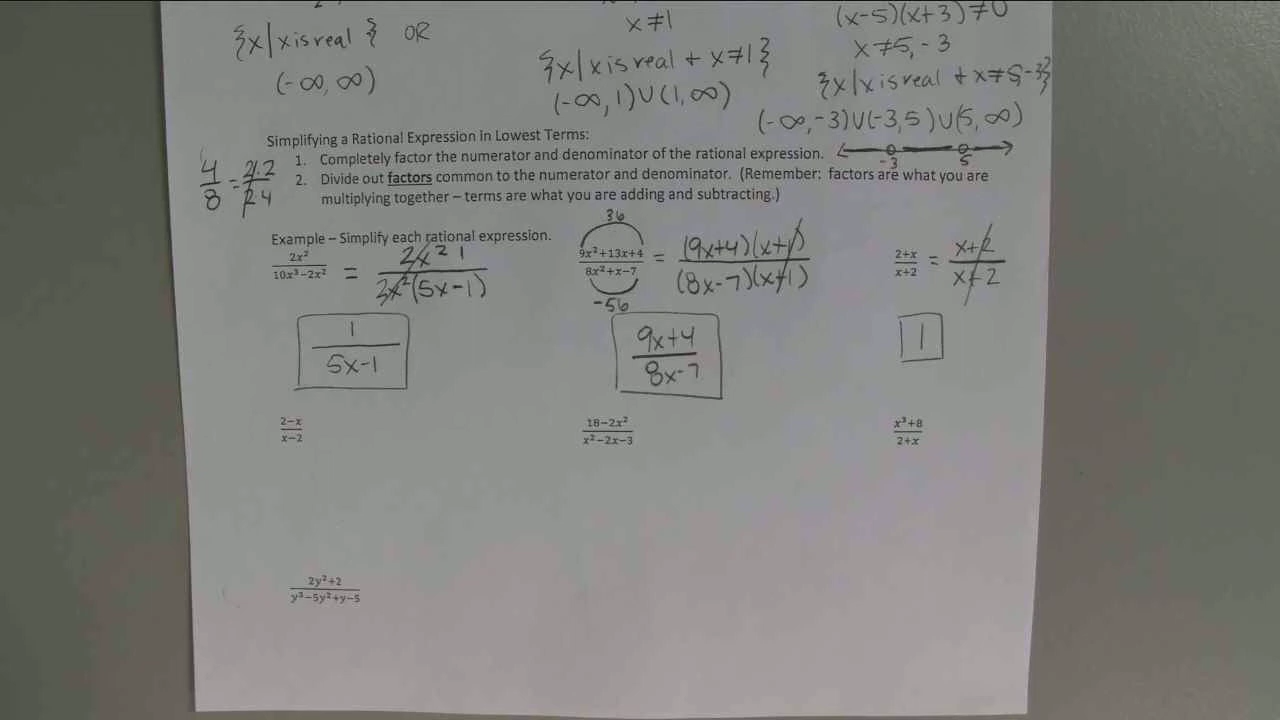 {x|x is real } OR
(-∞, ∞)
x≠1
{x|x is real + x≠1}
(-∞, 1)∪(1, ∞)
(x-5)(x+3)≠0
x≠5, -3
{x|x is real + x≠5,-3}
(-∞, -3)∪(-3, 5)∪(5, ∞)
-3 5
Simplifying a Rational Expression in Lowest Terms:
4/8 = 2·2/2·4
1. Completely factor the numerator and denominator of the rational expression.
2. Divide out factors common to the numerator and denominator. (Remember: factors are what you are
multiplying together – terms are what you are adding and subtracting.)
Example – Simplify each rational expression.
2x²/10x³−2x² = 2x² 1/2x²(5x-1)
1/5x-1
36
9x²+13x+4/8x²+x−7 = (9x+4)(x+1)/(8x-7)(x+1)
-56
9x+4/8x-7
2+x/x+2 = x+2/x+2
1
2−x/x−2
18−2x²/x²−2x−3
x³+8/2+x
2y²+2/y³−5y²+y−5